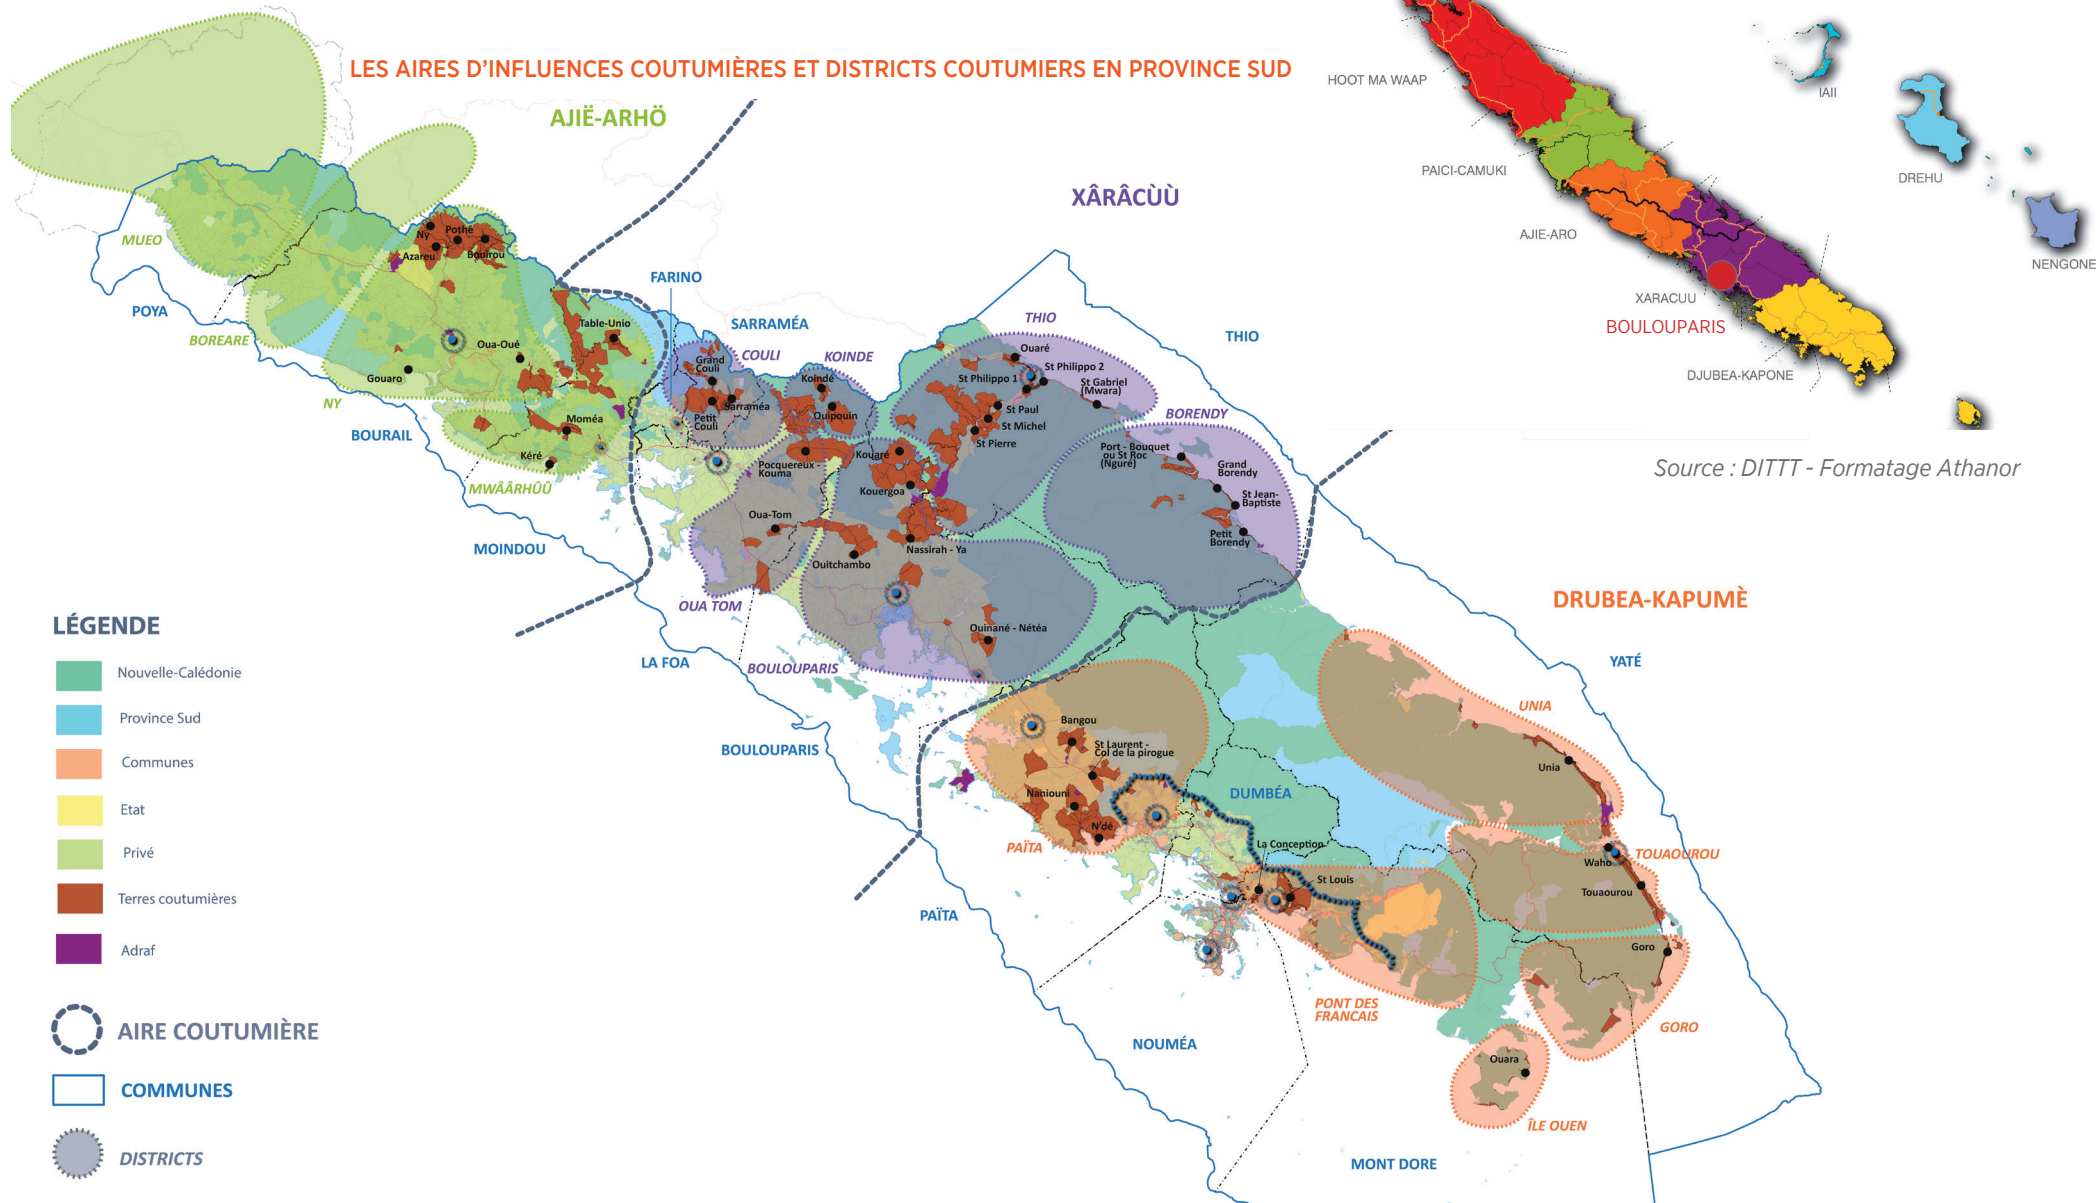 LES AIRES D'INFLUENCES COUTUMIÈRES ET DISTRICTS COUTUMIERS EN PROVINCE SUD
AJIË-ARHÖ
XÂRÂCÙÙ
DRUBEA-KAPUMÈ
HOOT MA WAAP
PAICI-CAMUKI
AJIE-ARO
XARACUU
BOULOUPARIS
DJUBEA-KAPONE
IAII
DREHU
NENGONE
Source : DITTT - Formatage Athanor
MUEO
POYA
BOREARE
NY
BOURAIL
MWÂÂRHÛÛ
MOINDOU
Ny
Pothé
Azareu
Bouirou
Table-Unio
Oua-Oué
Gouaro
Moméa
Kéré
FARINO
SARRAMÉA
COULI
KOINDE
THIO
THIO
BORENDY
Grand
Couli
Sarraméa
Petit
Couli
Koindé
Ouipouin
Ouaré
St Philippo 2
St Philippo 1
St Gabriel
(Mwara)
St Paul
St Michel
St Pierre
Port - Bouquet
ou St Roc
(Nguré)
Grand
Borendy
St Jean-
Baptiste
Petit
Borendy
Pocquereux -
Kouma
Kouaré
Kouergoa
Oua-Tom
Nassirah - Ya
Ouitchambo
Ouinané - Nétéa
OUA TOM
LA FOA
BOULOUPARIS
BOULOUPARIS
YATÉ
UNIA
Unia
Bangou
St Laurent -
Col de la pirogue
Naniouni
N'dé
PAÏTA
PAÏTA
DUMBÉA
La Conception
St Louis
Waho
TOUAOUROU
Touaourou
Goro
GORO
PONT DES
FRANCAIS
NOUMÉA
Ouara
ÎLE OUEN
MONT DORE
LÉGENDE
Nouvelle-Calédonie
Province Sud
Communes
Etat
Privé
Terres coutumières
Adraf
AIRE COUTUMIÈRE
COMMUNES
DISTRICTS